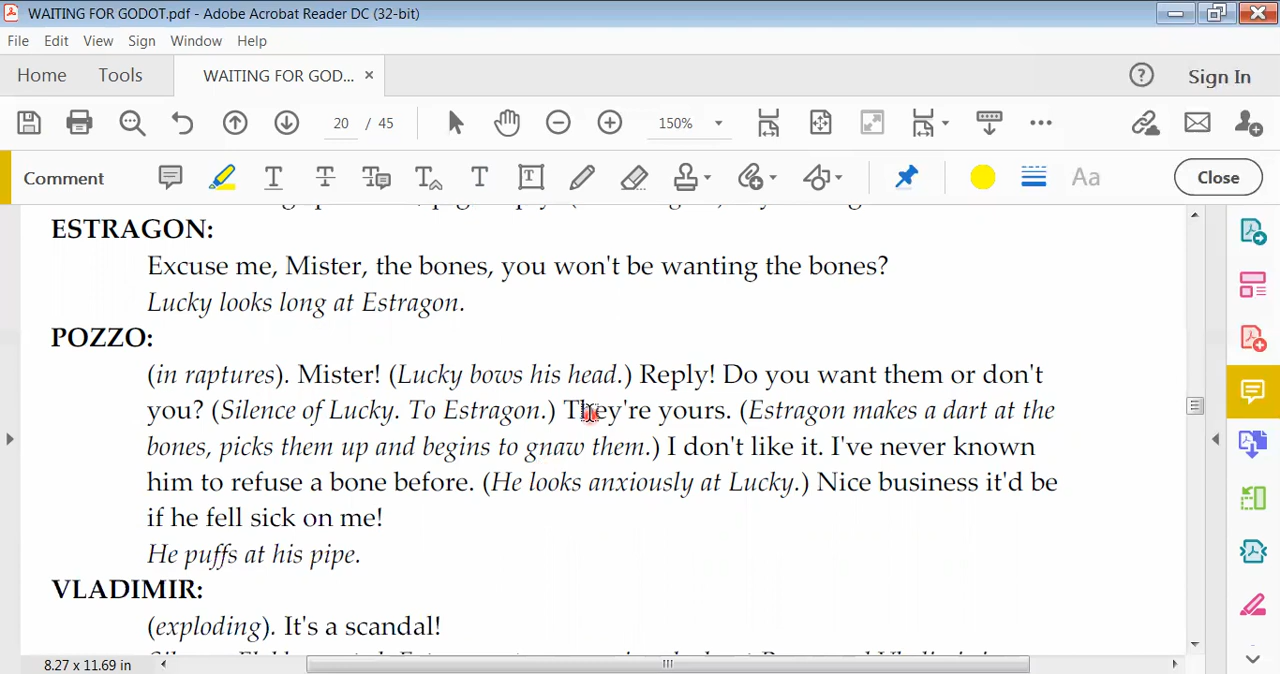 WAITING FOR GODOT.pdf - Adobe Acrobat Reader DC (32-bit)
File Edit View Sign Window Help
Home Tools WAITING FOR GOD... × Sign In
20 / 45 150%
Comment Aa Close
ESTRAGON:
Excuse me, Mister, the bones, you won't be wanting the bones?
Lucky looks long at Estragon.
POZZO:
(in raptures). Mister! (Lucky bows his head.) Reply! Do you want them or don't
you? (Silence of Lucky. To Estragon.) They're yours. (Estragon makes a dart at the
bones, picks them up and begins to gnaw them.) I don't like it. I've never known
him to refuse a bone before. (He looks anxiously at Lucky.) Nice business it'd be
if he fell sick on me!
He puffs at his pipe.
VLADIMIR:
(exploding). It's a scandal!
8.27 x 11.69 in